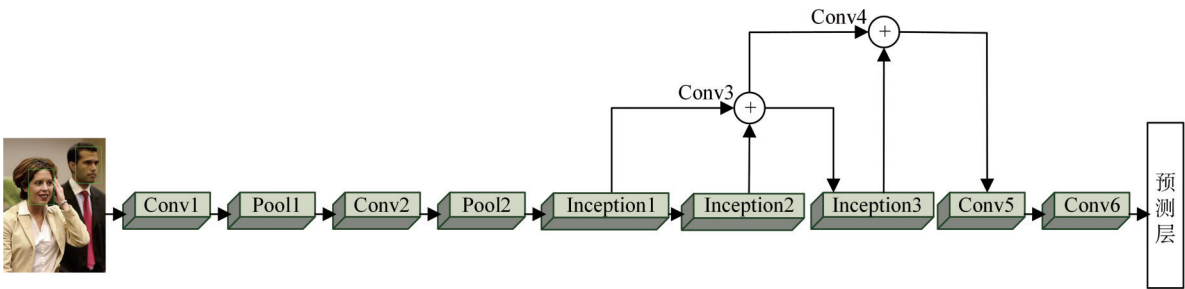 Conv4
+
Conv3
+
Conv1
Pool1
Conv2
Pool2
Inception1
Inception2
Inception3
Conv5
Conv6
预
测
层